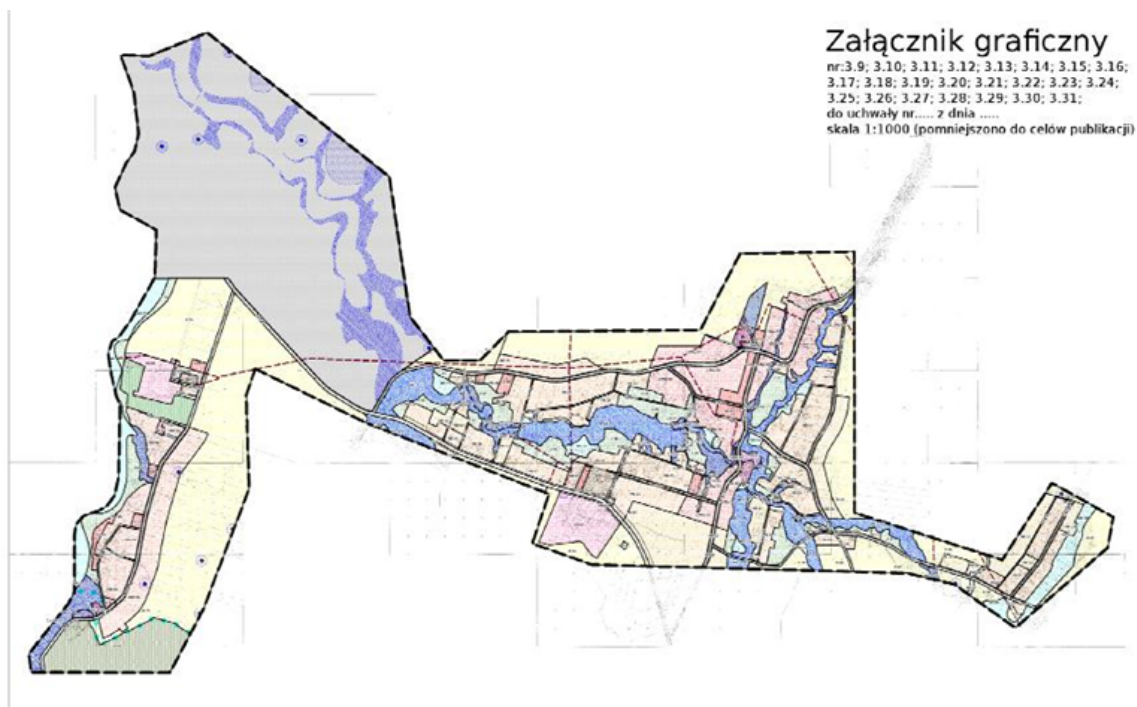 Załącznik graficzny
nr:3.9; 3.10; 3.11; 3.12; 3.13; 3.14; 3.15; 3.16;
3.17; 3.18; 3.19; 3.20; 3.21; 3.22; 3.23; 3.24;
3.25; 3.26; 3.27; 3.28; 3.29; 3.30; 3.31;
do uchwały nr..... z dnia .....
skala 1:1000 (pomniejszono do celów publikacji)